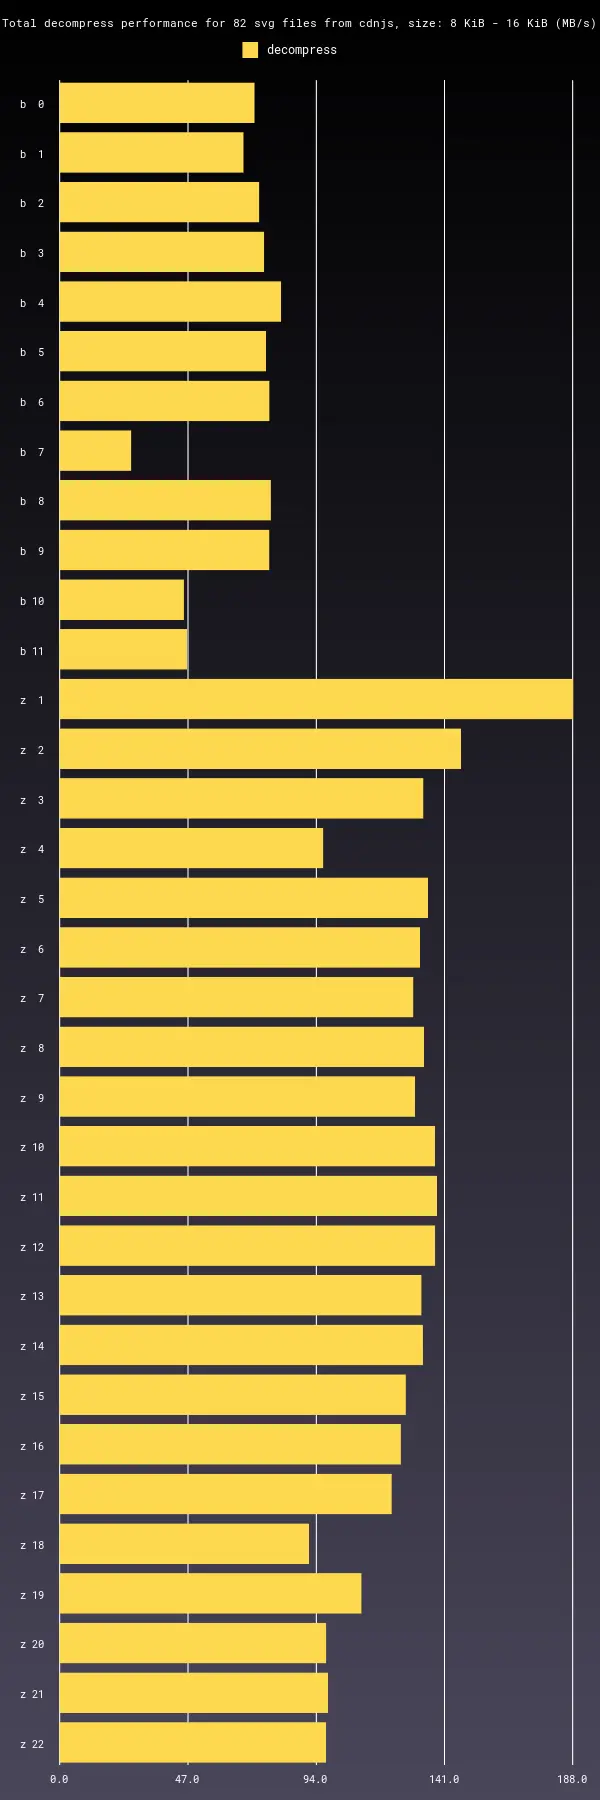 Total decompress performance for 82 svg files from cdnjs, size: 8 KiB - 16 KiB (MB/s)
decompress
b 0
b 1
b 2
b 3
b 4
b 5
b 6
b 7
b 8
b 9
b 10
b 11
z 1
z 2
z 3
z 4
z 5
z 6
z 7
z 8
z 9
z 10
z 11
z 12
z 13
z 14
z 15
z 16
z 17
z 18
z 19
z 20
z 21
z 22
0.0 47.0 94.0 141.0 188.0